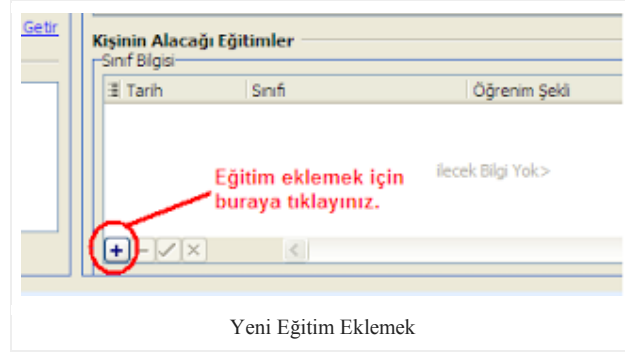 Getir
Kişinin Alacağı Eğitimler
Sınıf Bilgisi
Tarih Sınıfı Öğrenim Şekli
ilecek Bilgi Yok>
Eğitim eklemek için
buraya tıklayınız.
Yeni Eğitim Eklemek